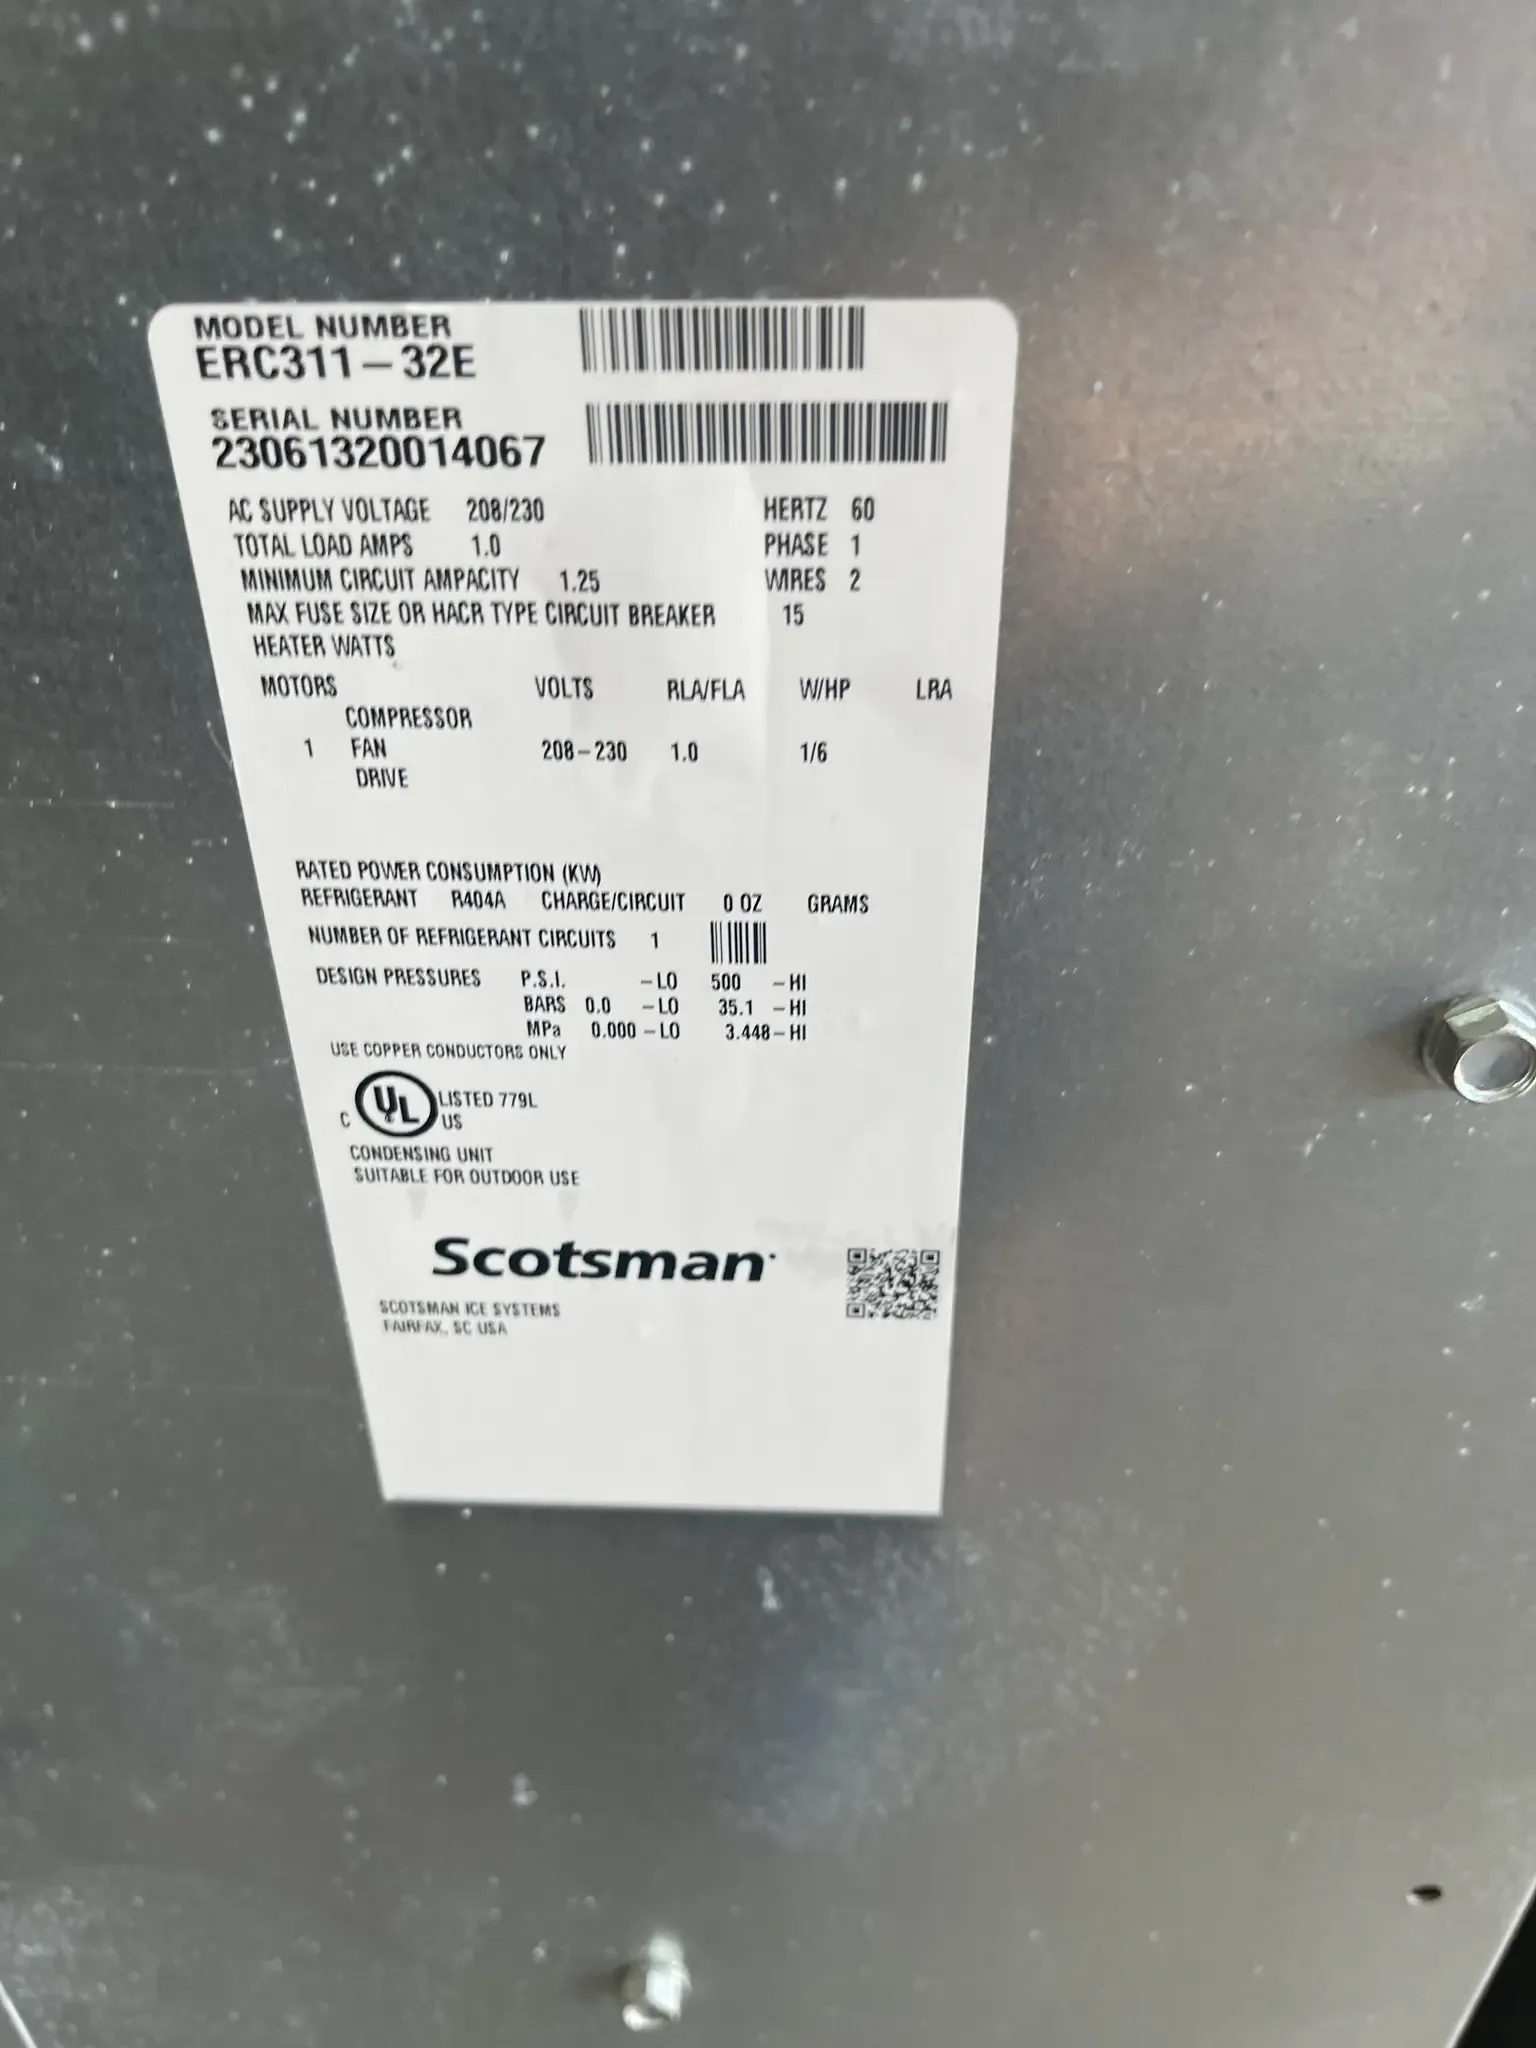 MODEL NUMBER
ERC311-32E
SERIAL NUMBER
23061320014067
AC SUPPLY VOLTAGE 208/230 HERTZ 60
TOTAL LOAD AMPS 1.0 PHASE 1
MINIMUM CIRCUIT AMPACITY 1.25 WIRES 2
MAX FUSE SIZE OR HACR TYPE CIRCUIT BREAKER 15
HEATER WATTS
MOTORS VOLTS RLA/FLA W/HP LRA
COMPRESSOR
1 FAN 208-230 1.0 1/6
DRIVE
RATED POWER CONSUMPTION (KW)
REFRIGERANT R404A CHARGE/CIRCUIT 0 OZ GRAMS
NUMBER OF REFRIGERANT CIRCUITS 1
DESIGN PRESSURES P.S.I. -LO 500 -HI
BARS 0.0 -LO 35.1 -HI
MPa 0.000-LO 3.448-HI
USE COPPER CONDUCTORS ONLY
C UL LISTED 779L
US
CONDENSING UNIT
SUITABLE FOR OUTDOOR USE
Scotsman
SCOTSMAN ICE SYSTEMS
FAIRFAX, SC USA